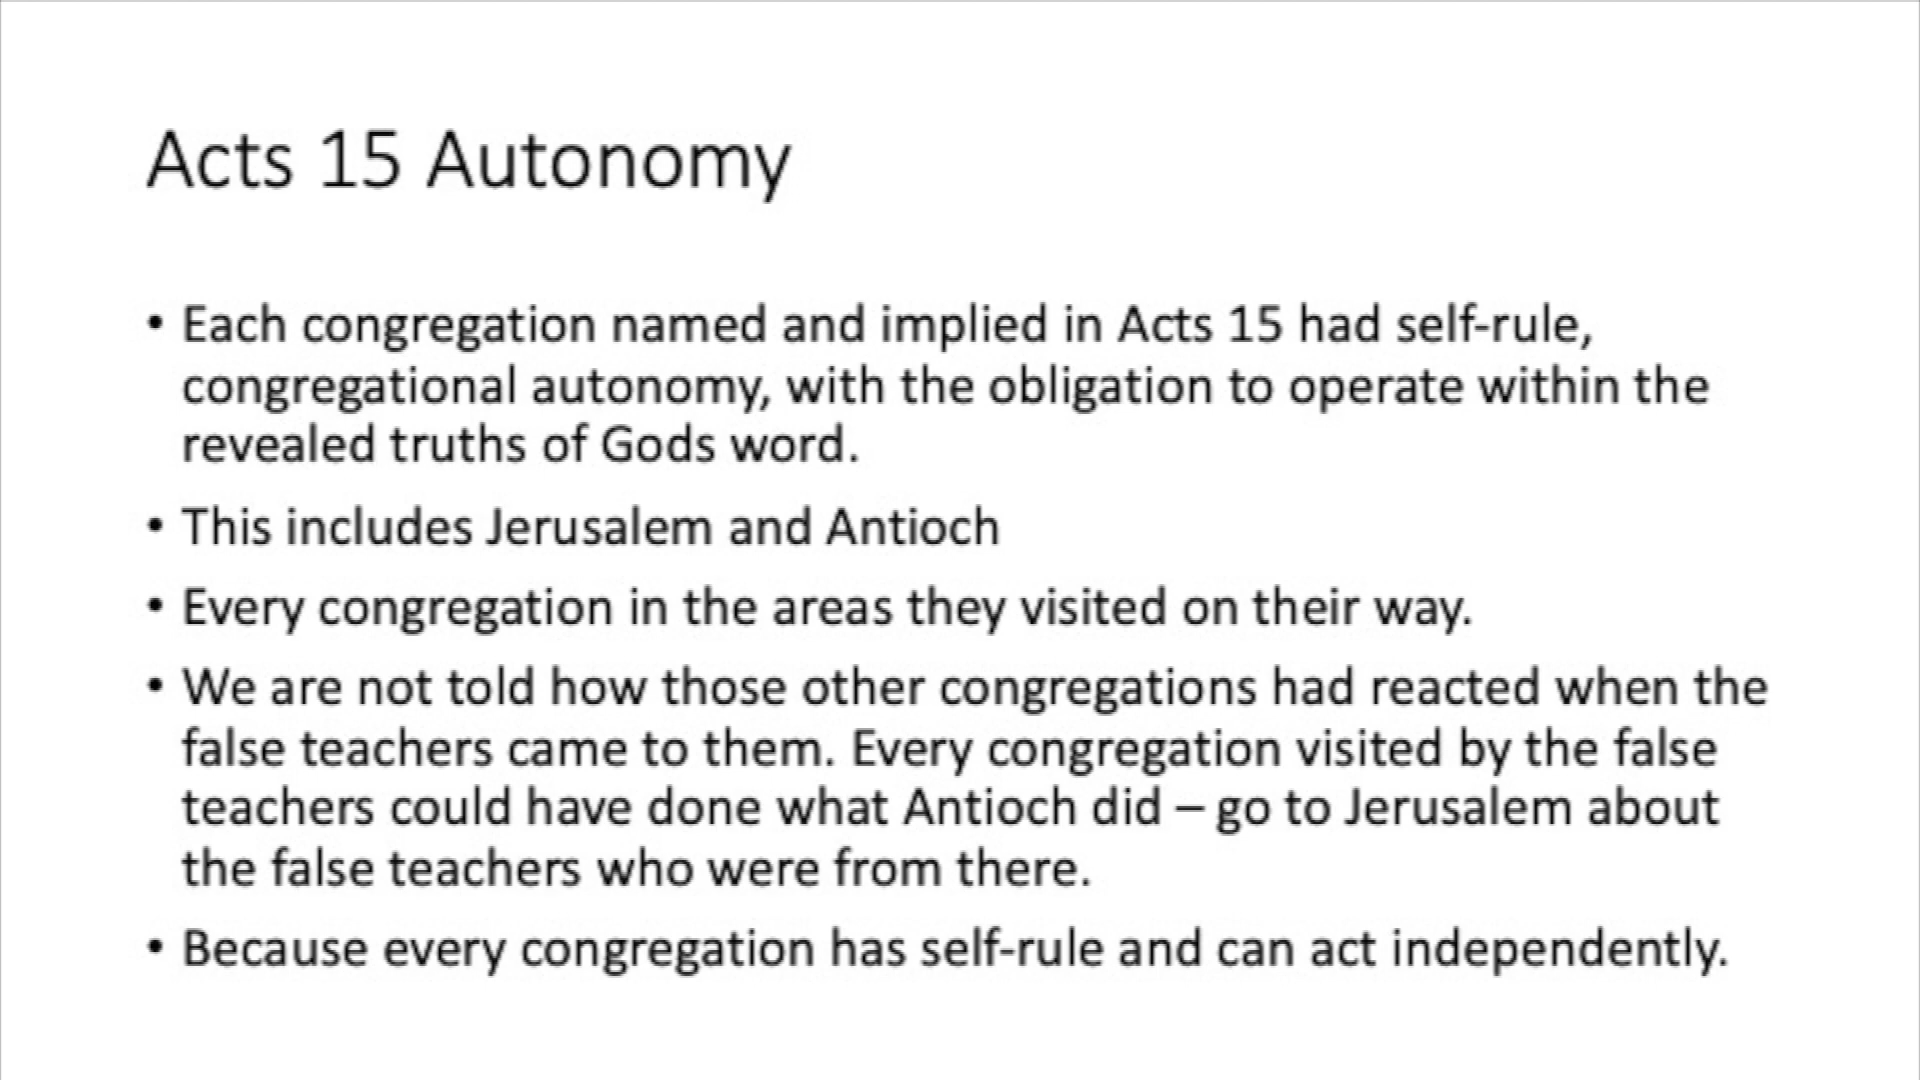 Acts 15 Autonomy
• Each congregation named and implied in Acts 15 had self-rule,
congregational autonomy, with the obligation to operate within the
revealed truths of Gods word.
• This includes Jerusalem and Antioch
• Every congregation in the areas they visited on their way.
• We are not told how those other congregations had reacted when the
false teachers came to them. Every congregation visited by the false
teachers could have done what Antioch did – go to Jerusalem about
the false teachers who were from there.
• Because every congregation has self-rule and can act independently.